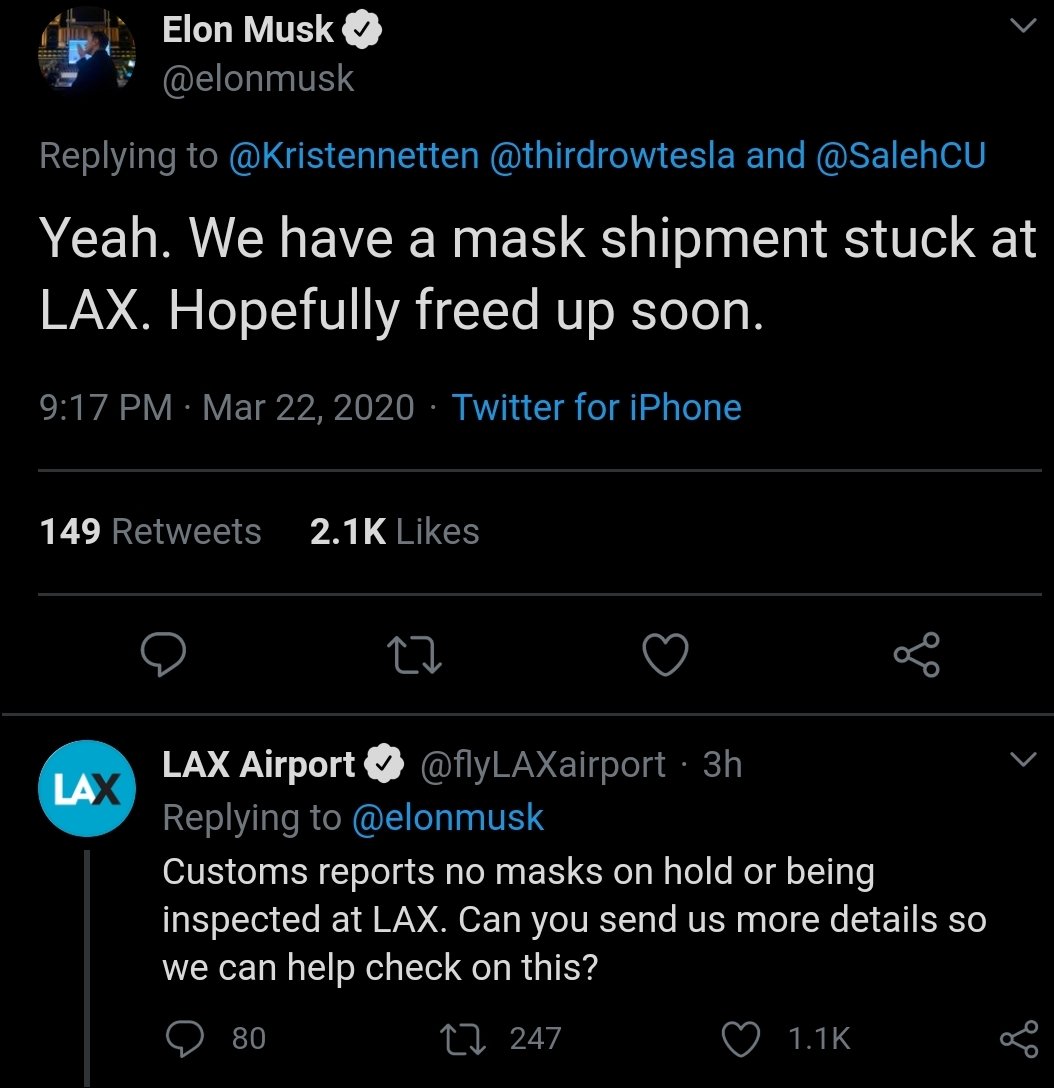 Elon Musk
@elonmusk
Replying to @Kristennetten @thirdrowtesla and @SalehCU
Yeah. We have a mask shipment stuck at
LAX. Hopefully freed up soon.
9:17 PM · Mar 22, 2020 · Twitter for iPhone
149 Retweets 2.1K Likes
LAX
LAX Airport @flyLAXairport · 3h
Replying to @elonmusk
Customs reports no masks on hold or being
inspected at LAX. Can you send us more details so
we can help check on this?
80 247 1.1K